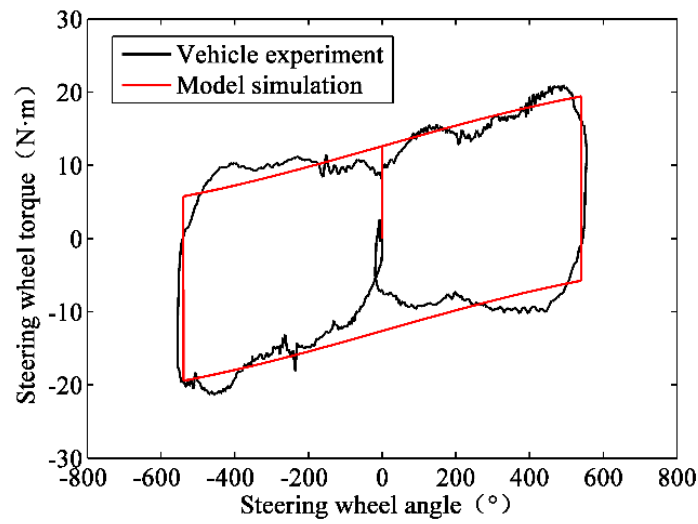 30
20
10
0
-10
-20
-30
Steering wheel torque（N·m）
Vehicle experiment
Model simulation
-800 -600 -400 -200 0 200 400 600 800
Steering wheel angle（°）